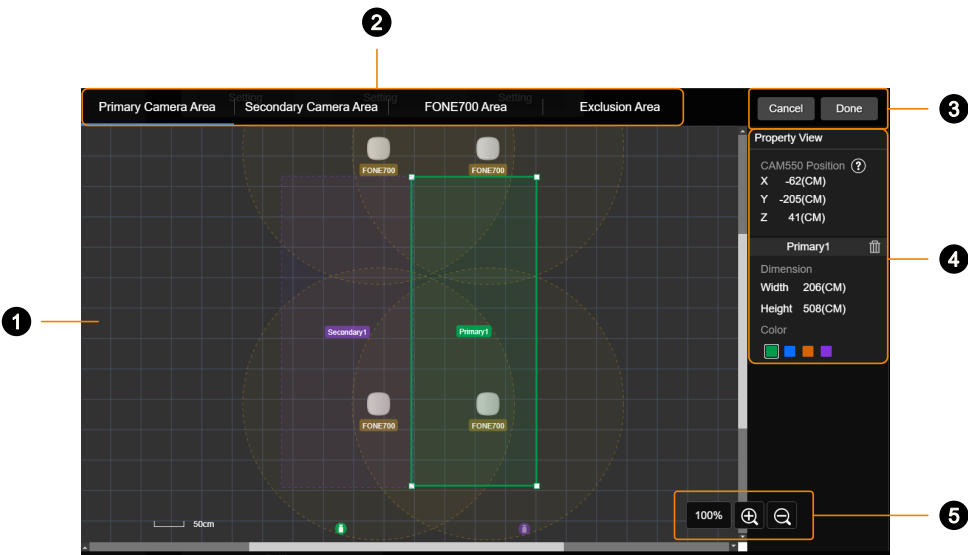 2
Setting Setting Setting
Primary Camera Area Secondary Camera Area FONE700 Area Exclusion Area
Cancel Done
3
Property View
CAM550 Position ?
X -62(CM)
Y -205(CM)
Z 41(CM)
FONE700 FONE700
Primary1
4
Dimension
Width 206(CM)
Height 508(CM)
Color
1
Secondary1 Primary1
FONE700 FONE700
100%
5
50cm